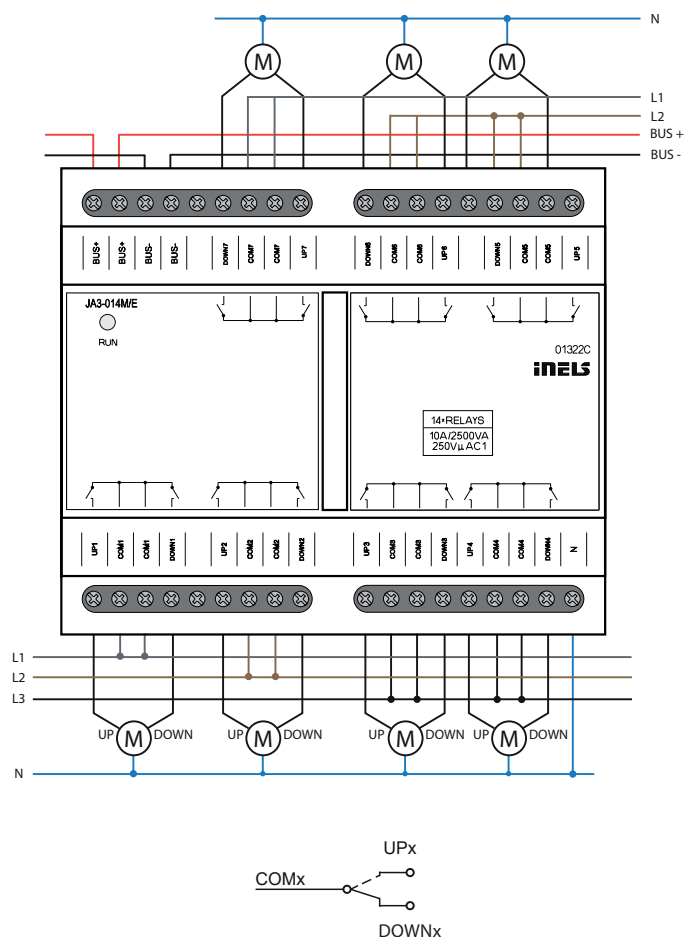 N
M M M
L1
L2
BUS +
BUS -
BUS+ BUS+ BUS- BUS- DOWN7 COM7 COM7 UP7 DOWN6 COM6 COM6 UP6 DOWN5 COM5 COM5 UP5
JA3-014M/E
RUN
01322C
iNELS
14•RELAYS
10A/2500VA
250Vµ AC1
UP1 COM1 COM1 DOWN1 UP2 COM2 COM2 DOWN2 UP3 COM3 COM3 DOWN3 UP4 COM4 COM4 DOWN4 N
L1
L2
L3
UP M DOWN UP M DOWN UP M DOWN UP M DOWN
N
UPx
COMx
DOWNx